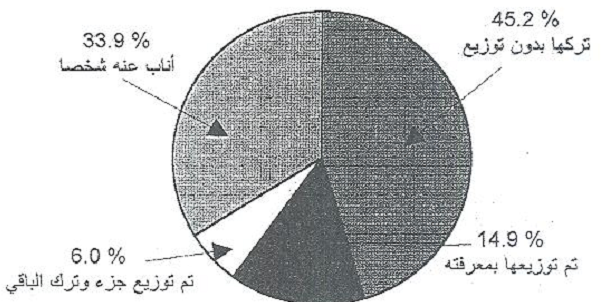 45.2 %
تركها بدون توزيع
33.9 %
أناب عنه شخصا
14.9 %
تم توزيعها بمعرفته
6.0 %
تم توزيع جزء وترك الباقي